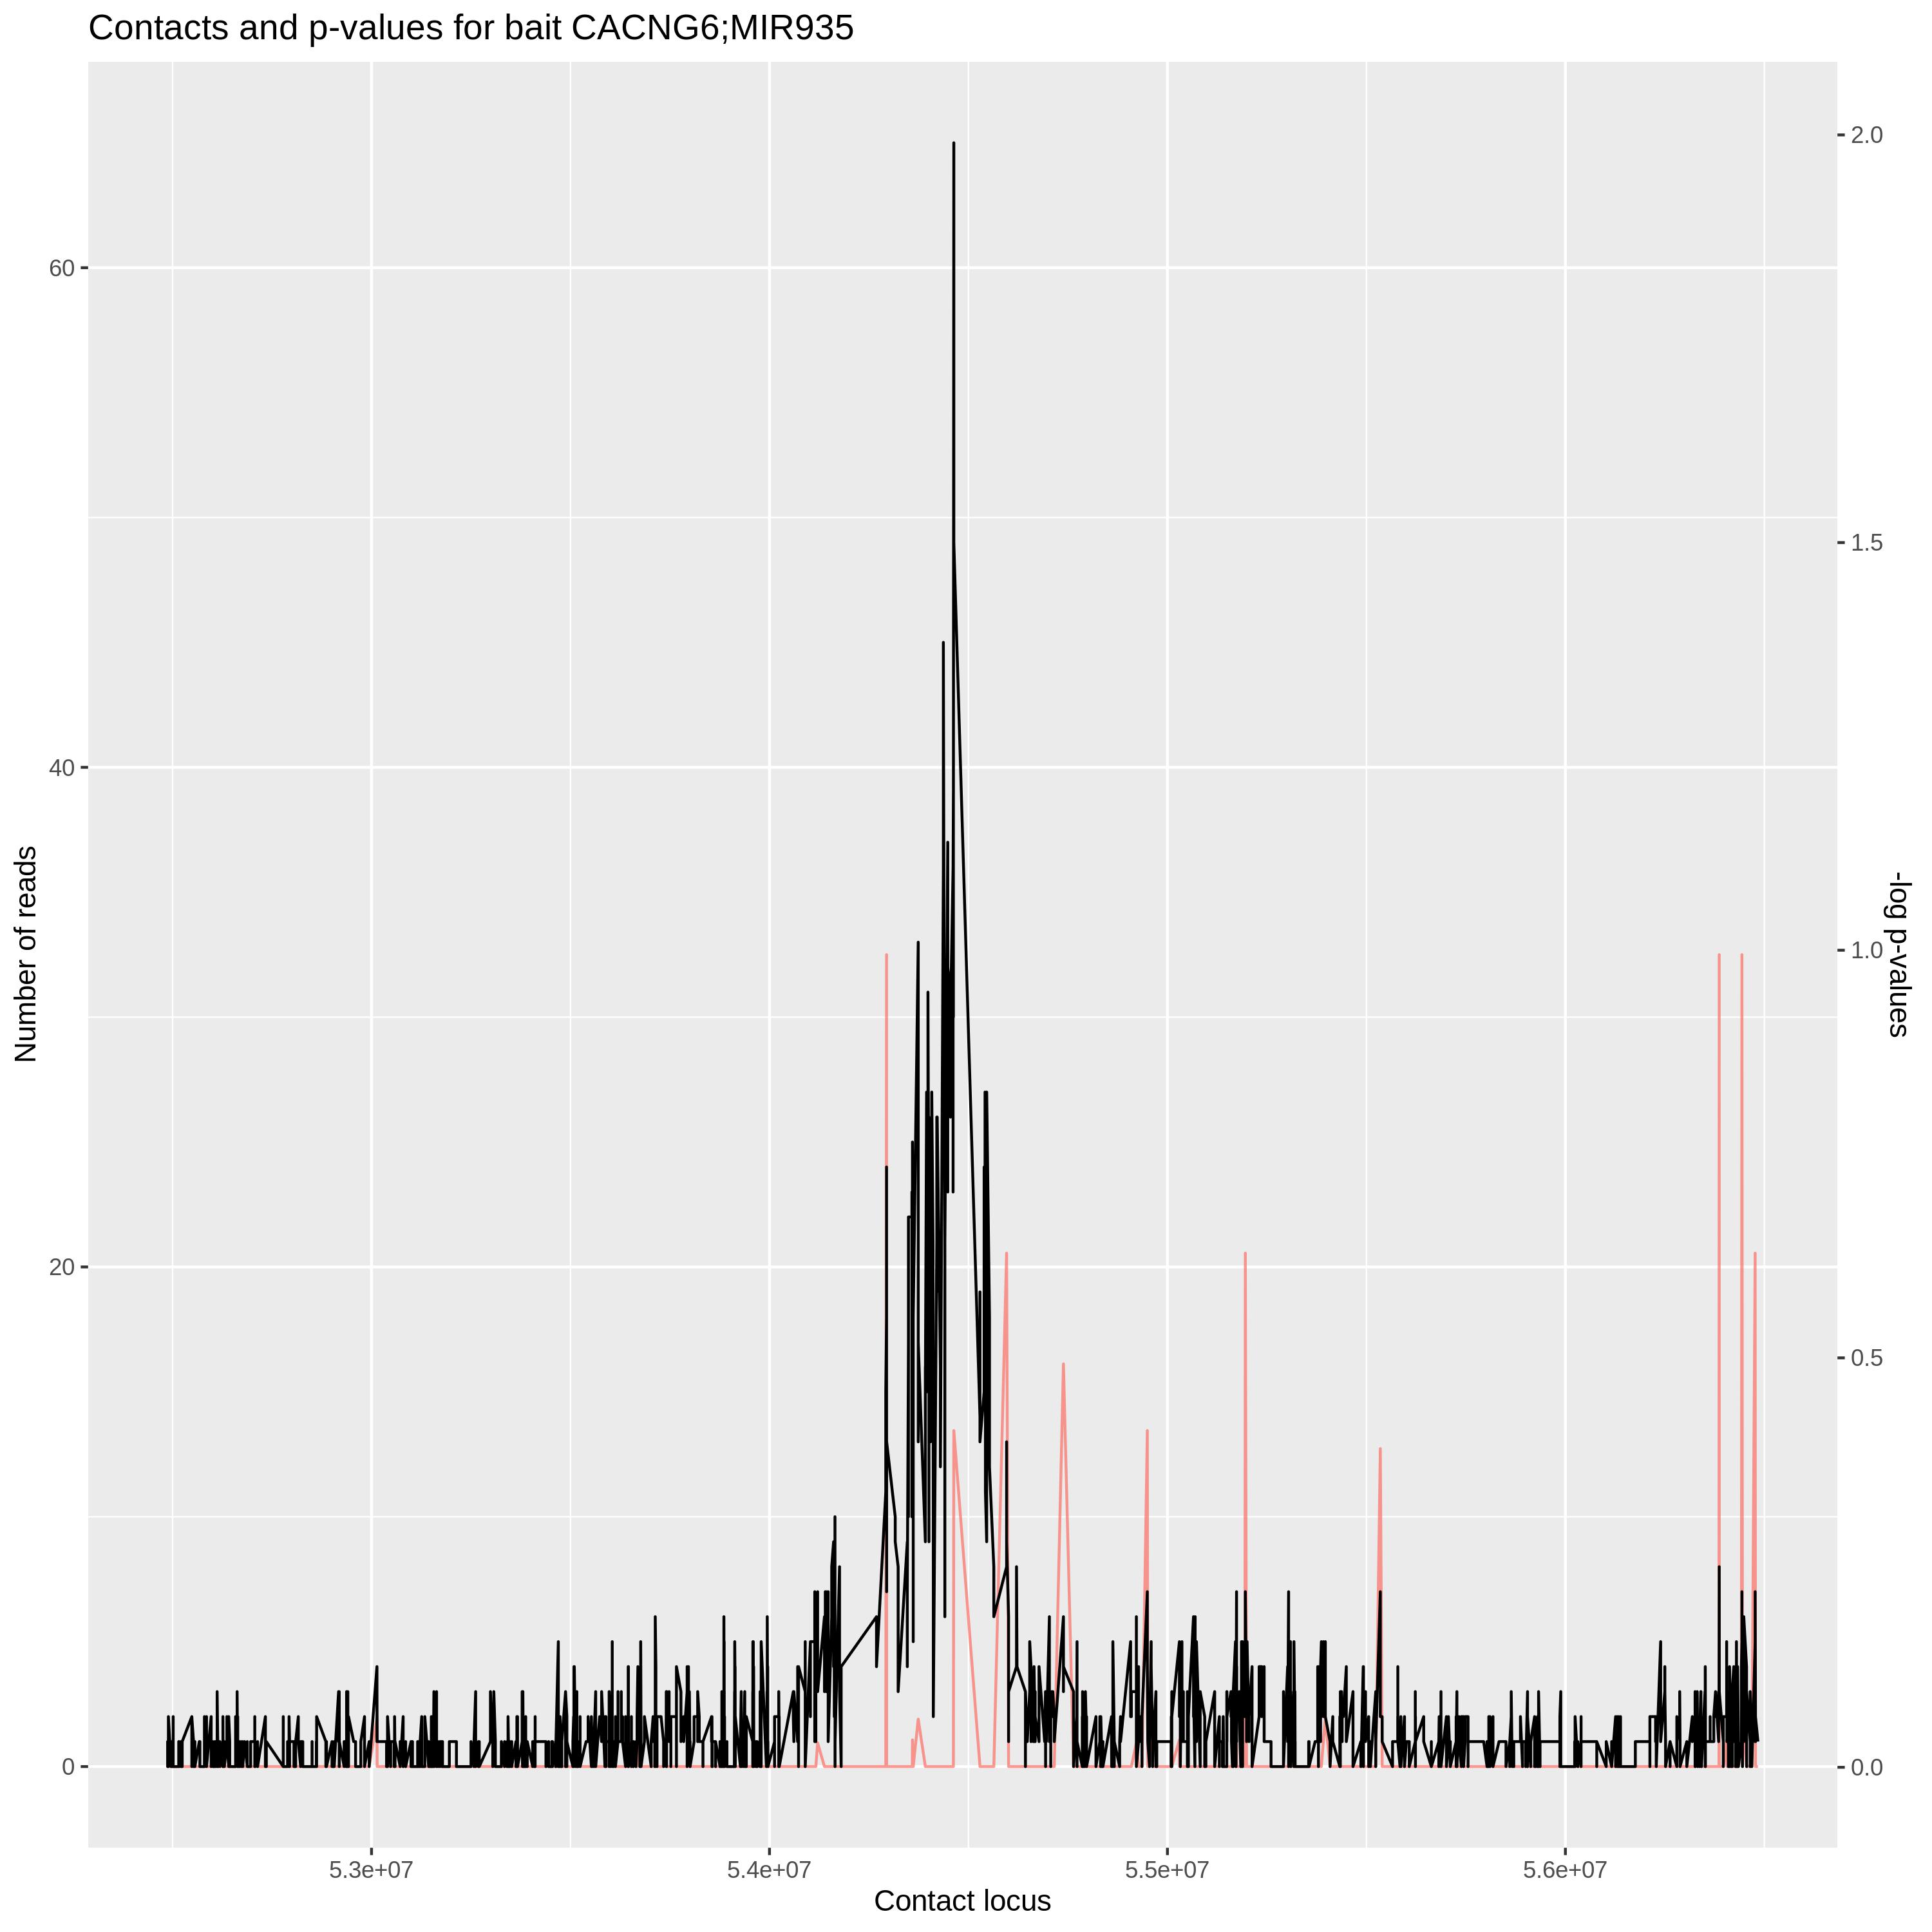 Contacts and p-values for bait CACNG6;MIR935
2.0
60
1.5
40
Number of reads
1.0
-log p-values
20
0.5
0
0.0
5.3e+07
5.4e+07
5.5e+07
5.6e+07
Contact locus